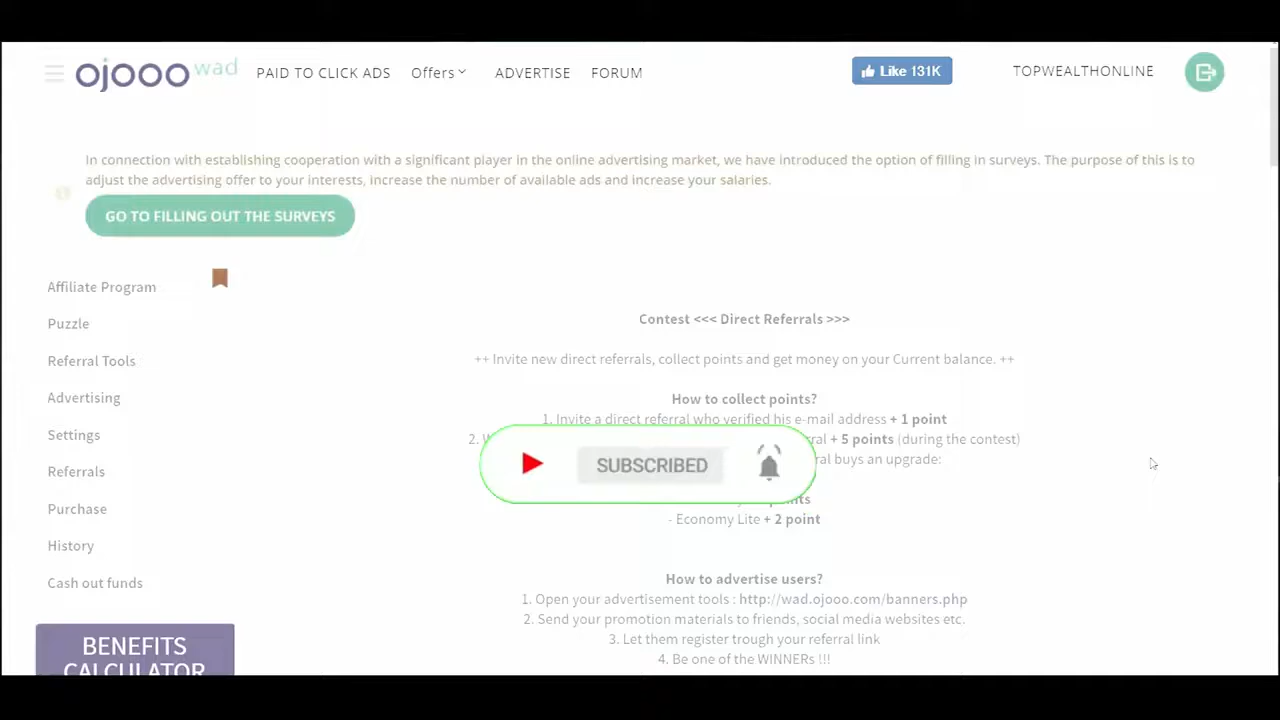 ojooo wad PAID TO CLICK ADS Offers ADVERTISE FORUM Like 131K TOPWEALTHONLINE
In connection with establishing cooperation with a significant player in the online advertising market, we have introduced the option of filling in surveys. The purpose of this is to
adjust the advertising offer to your interests, increase the number of available ads and increase your salaries.
GO TO FILLING OUT THE SURVEYS
Affiliate Program
Puzzle
Referral Tools
Advertising
Settings
Referrals
Purchase
History
Cash out funds
BENEFITS
CALCULATOR
Contest <<< Direct Referrals >>>
++ Invite new direct referrals, collect points and get money on your Current balance. ++
How to collect points?
1. Invite a direct referral who verified his e-mail address + 1 point
2. + 5 points (during the contest)
buys an upgrade:
SUBSCRIBED
- Economy Lite + 2 point
How to advertise users?
1. Open your advertisement tools : http://wad.ojooo.com/banners.php
2. Send your promotion materials to friends, social media websites etc.
3. Let them register trough your referral link
4. Be one of the WINNERs !!!